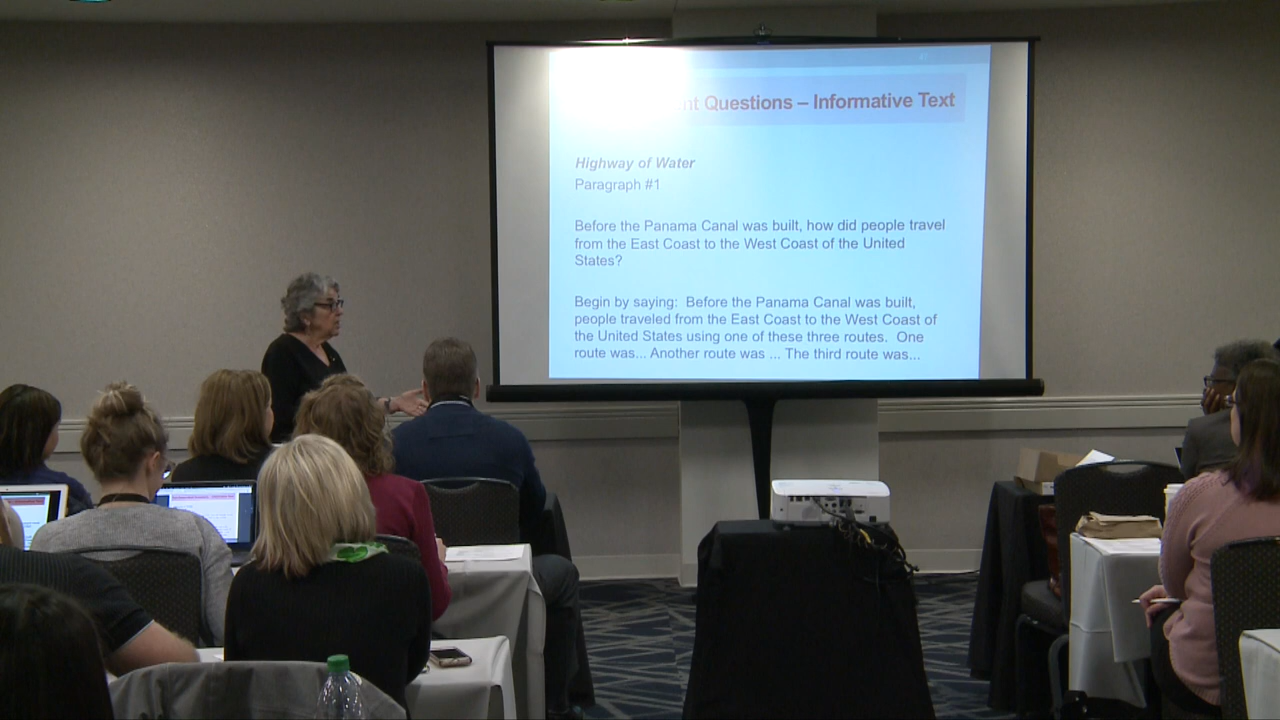 Questions – Informative Text
Highway of Water
Paragraph #1
Before the Panama Canal was built, how did people travel
from the East Coast to the West Coast of the United
States?
Begin by saying: Before the Panama Canal was built,
people traveled from the East Coast to the West Coast of
the United States using one of these three routes. One
route was... Another route was ... The third route was...